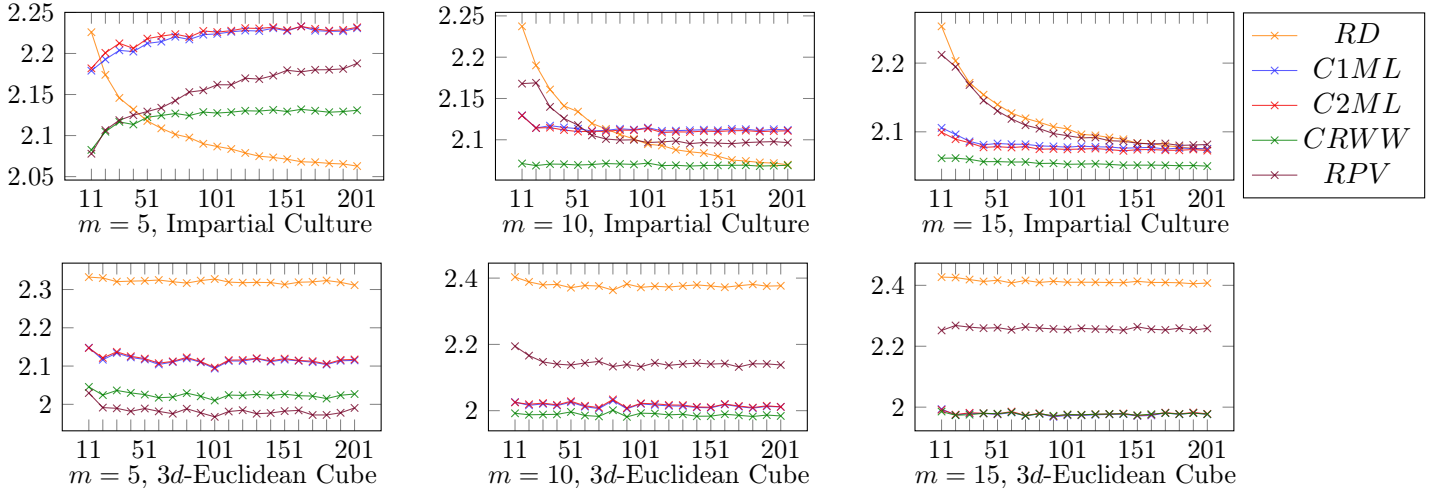 2.25
2.2
2.15
2.1
2.05
11 51 101 151 201
m = 5, Impartial Culture
2.25
2.2
2.15
2.1
11 51 101 151 201
m = 10, Impartial Culture
2.2
2.1
11 51 101 151 201
m = 15, Impartial Culture
RD
C1ML
C2ML
CRWW
RPV
2.3
2.2
2.1
2
11 51 101 151 201
m = 5, 3d-Euclidean Cube
2.4
2.2
2
11 51 101 151 201
m = 10, 3d-Euclidean Cube
2.4
2.2
2
11 51 101 151 201
m = 15, 3d-Euclidean Cube